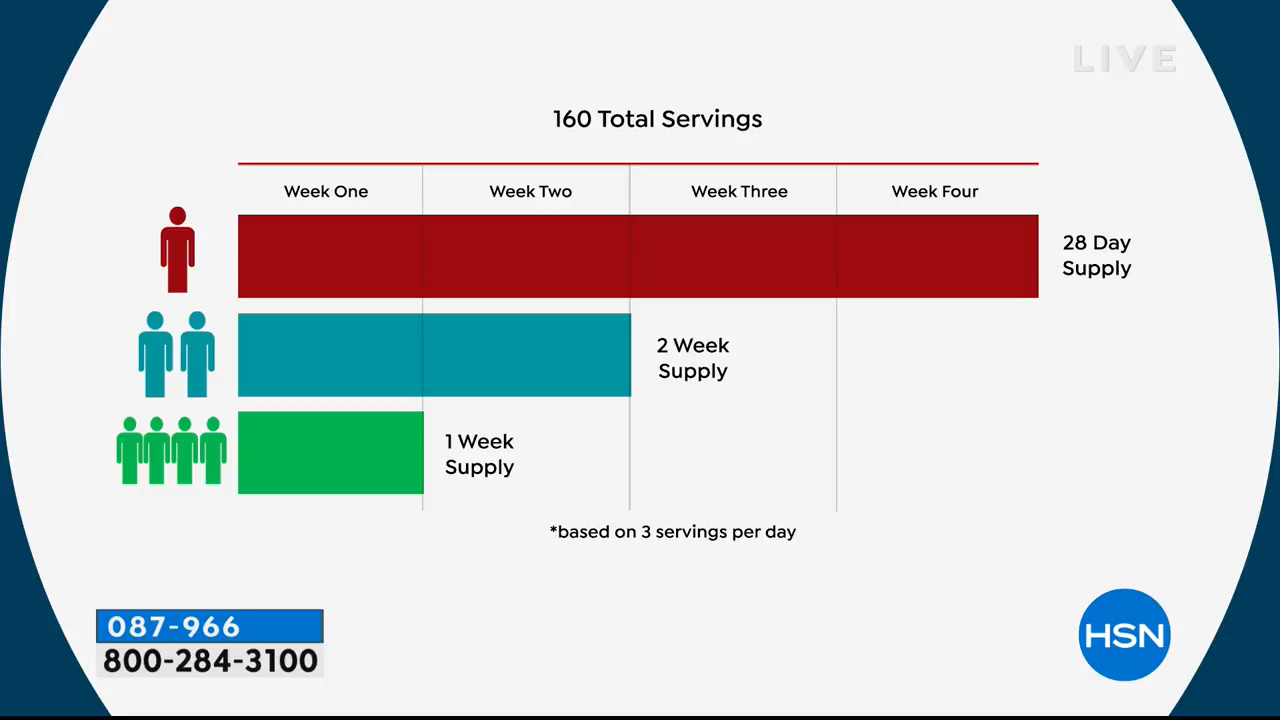 LIVE
160 Total Servings
Week One
Week Two
Week Three
Week Four
28 Day
Supply
2 Week
Supply
1 Week
Supply
*based on 3 servings per day
087-966
800-284-3100
HSN